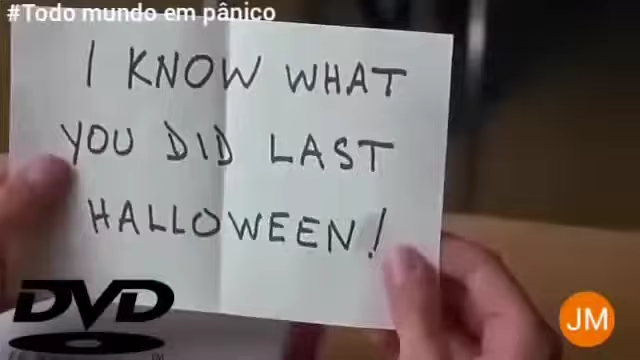 #Todo mundo em pânico
I KNOW WHAT
YOU DID LAST
HALLOWEEN!
DVD
JM